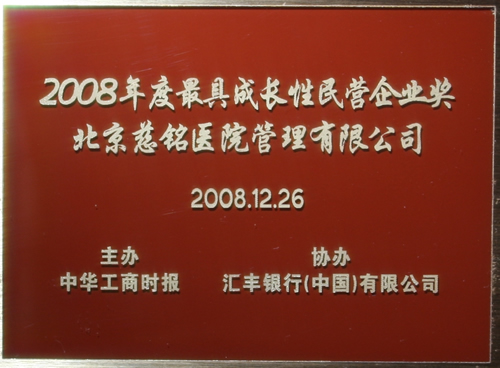 2008年度最具成长性民营企业奖
北京慈铭医院管理有限公司
2008.12.26
主办 协办
中华工商时报 汇丰银行(中国)有限公司